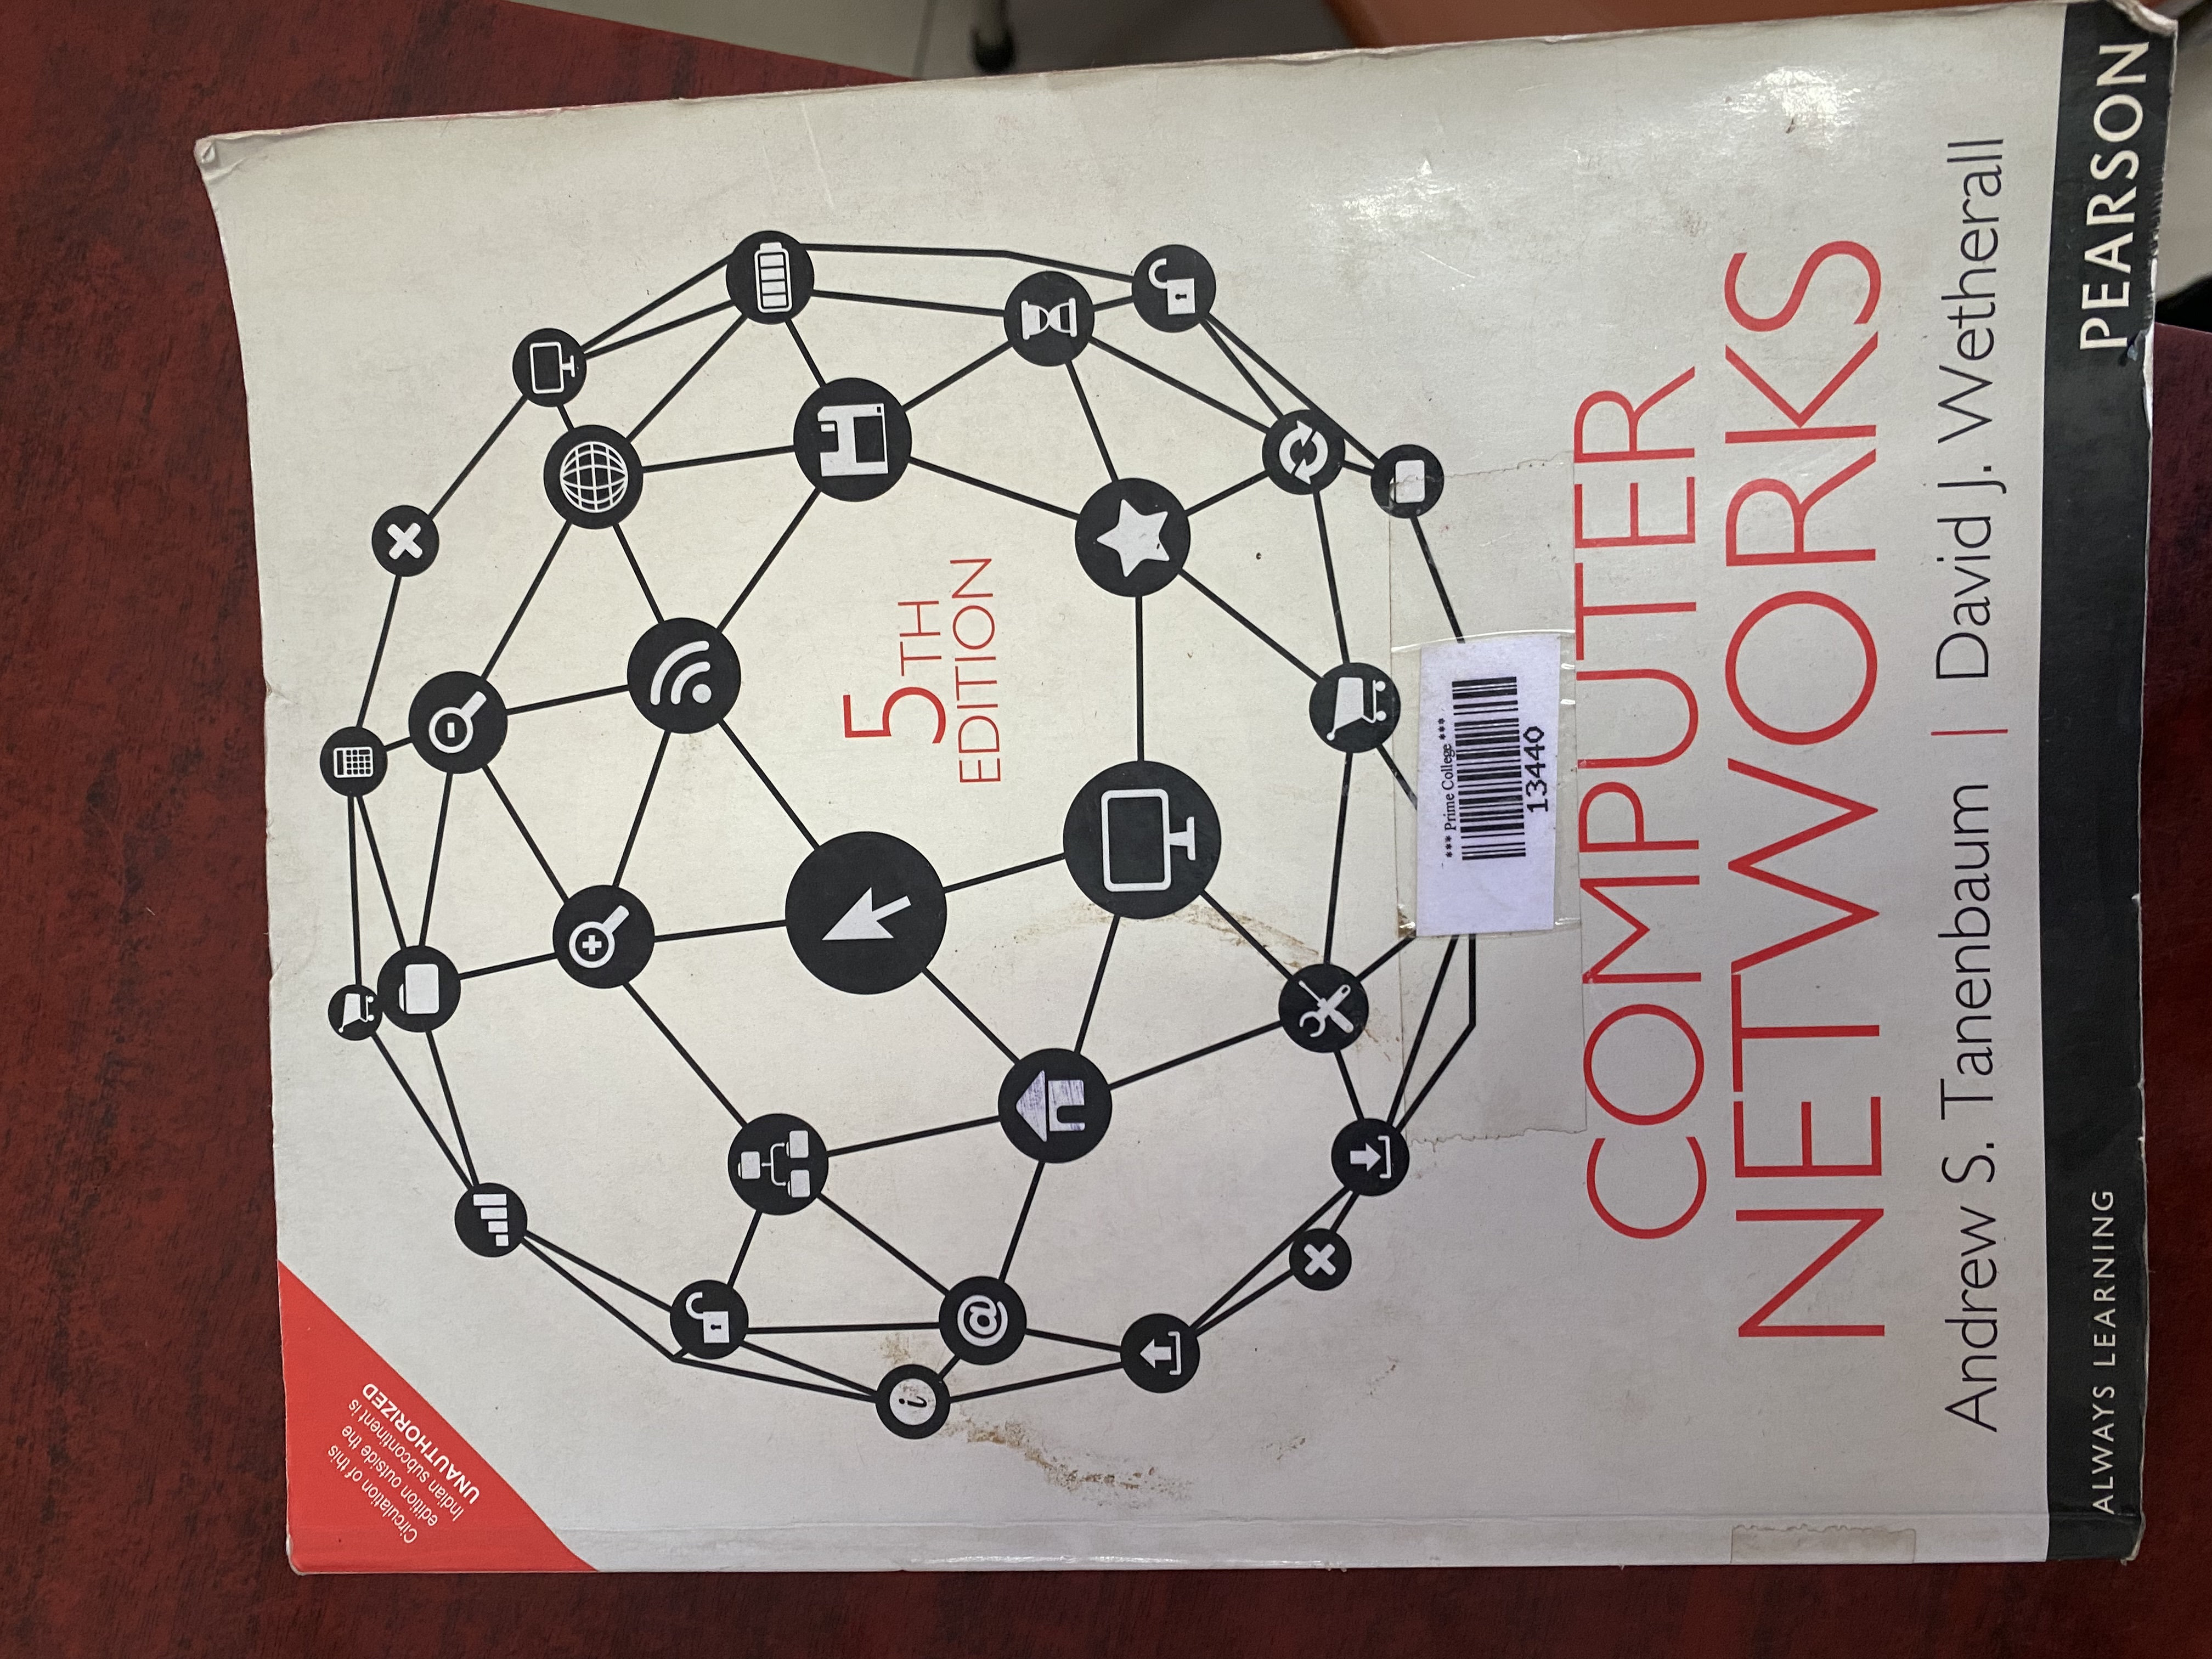 Circulation of this
edition outside the
Indian subcontinent is
UNAUTHORIZED
i
@
5TH
EDITION
*** Prime College ***
13440
COMPUTER
NETWORKS
Andrew S. Tanenbaum | David J. Wetherall
ALWAYS LEARNING
PEARSON